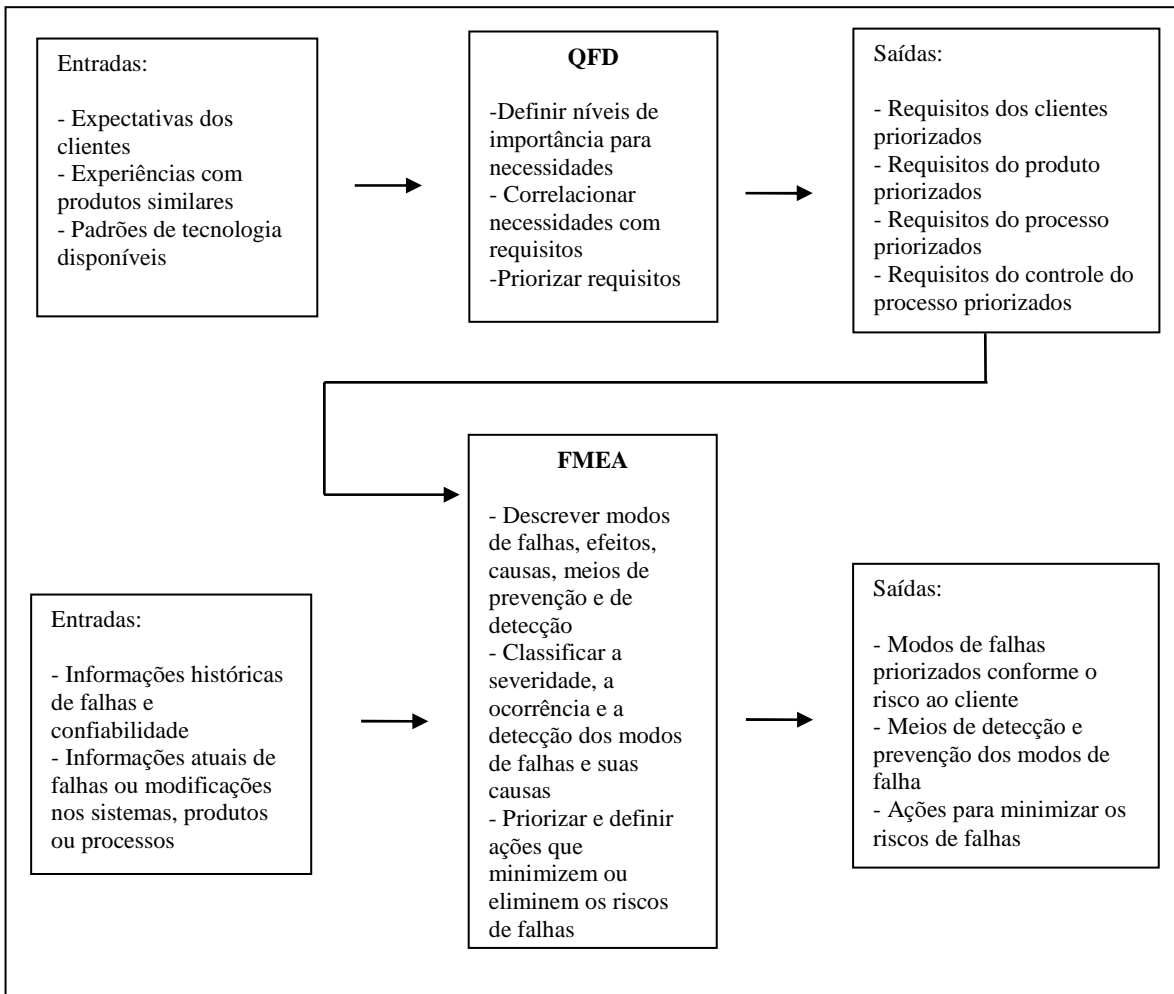 Entradas:
- Expectativas dos
clientes
- Experiências com
produtos similares
- Padrões de tecnologia
disponíveis
QFD
-Definir níveis de
importância para
necessidades
- Correlacionar
necessidades com
requisitos
-Priorizar requisitos
Saídas:
- Requisitos dos clientes
priorizados
- Requisitos do produto
priorizados
- Requisitos do processo
priorizados
- Requisitos do controle do
processo priorizados
Entradas:
- Informações históricas
de falhas e
confiabilidade
- Informações atuais de
falhas ou modificações
nos sistemas, produtos
ou processos
FMEA
- Descrever modos
de falhas, efeitos,
causas, meios de
prevenção e de
detecção
- Classificar a
severidade, a
ocorrência e a
detecção dos modos
de falhas e suas
causas
- Priorizar e definir
ações que
minimizem ou
eliminem os riscos
de falhas
Saídas:
- Modos de falhas
priorizados conforme o
risco ao cliente
- Meios de detecção e
prevenção dos modos de
falha
- Ações para minimizar os
riscos de falhas